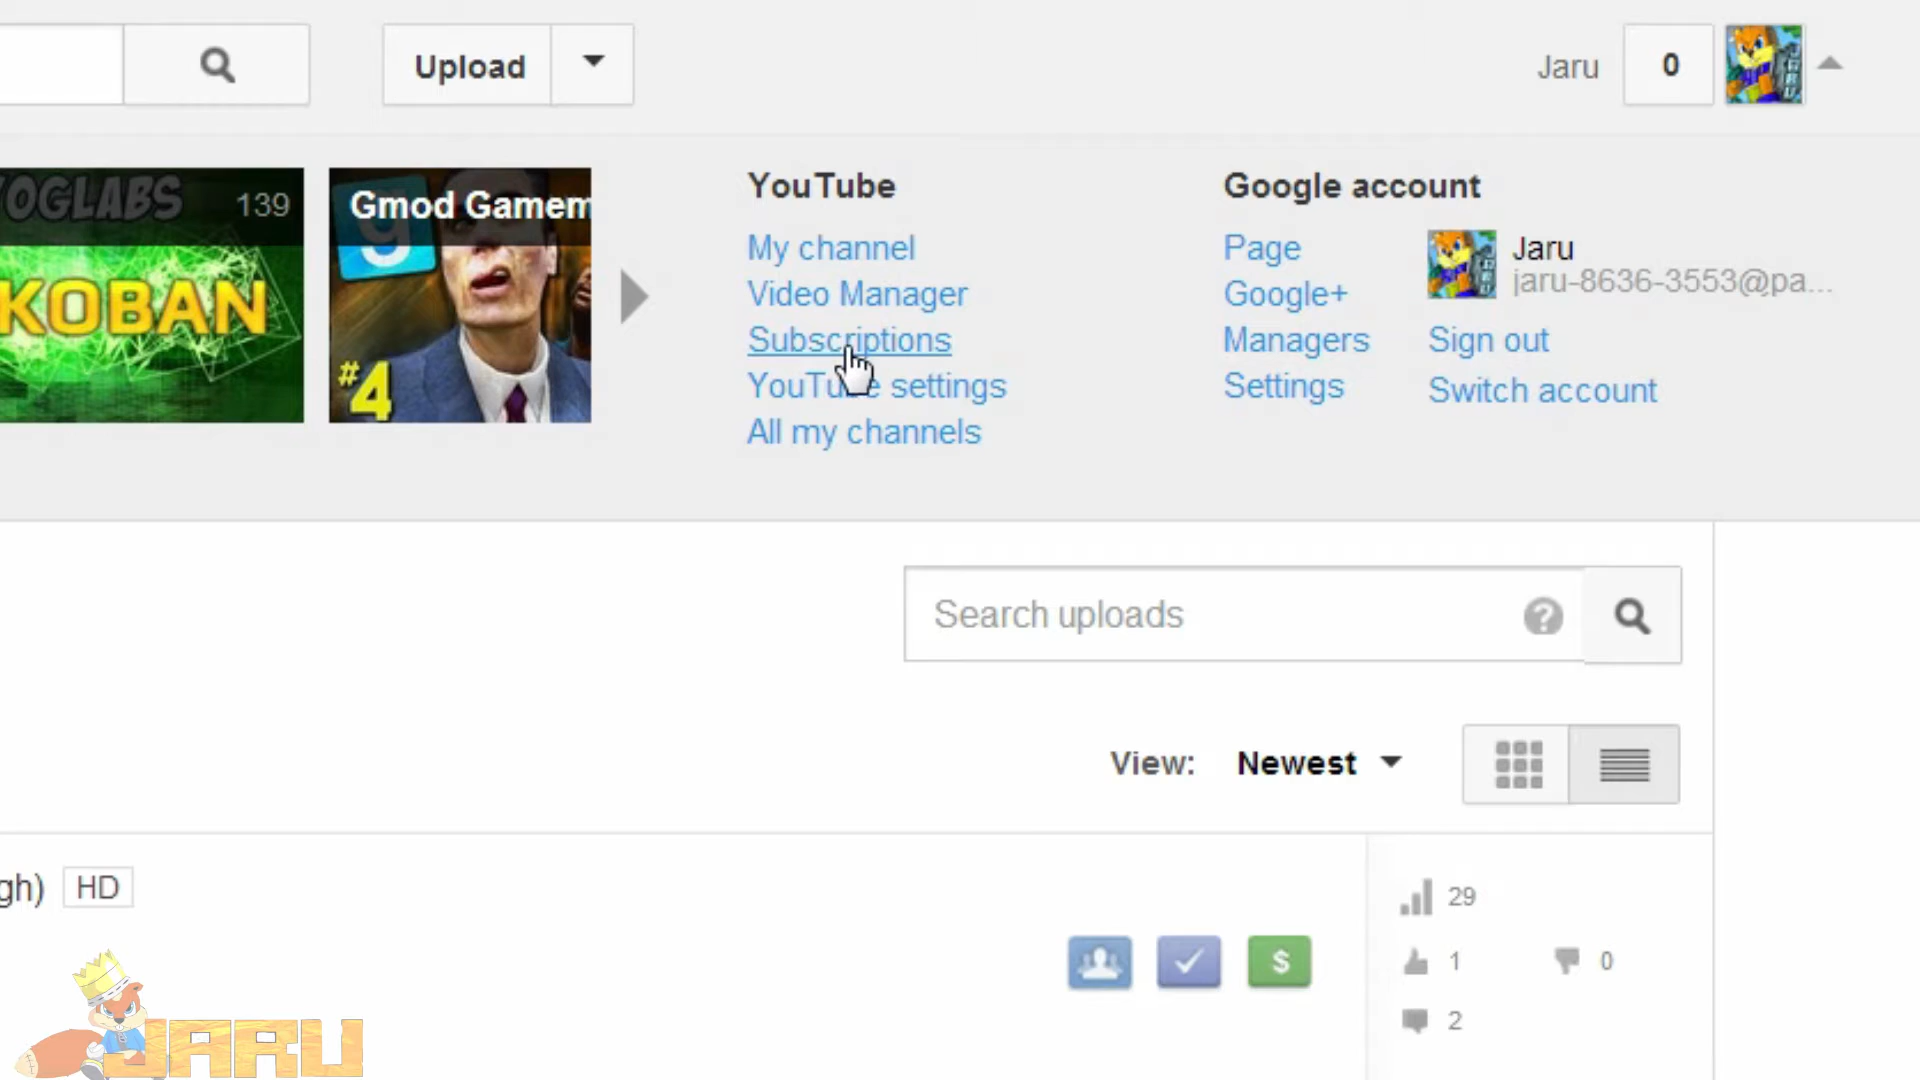 Upload
Jaru
0
OGLABS
139
KOBAN
Gmod Gamem
g
#4
YouTube
My channel
Video Manager
Subscriptions
YouTube settings
All my channels
Google account
Page
Google+
Managers
Settings
Jaru
jaru-8636-3553@pa...
Sign out
Switch account
Search uploads
?
View:
Newest
gh)
HD
$
29
1
0
2
JARU